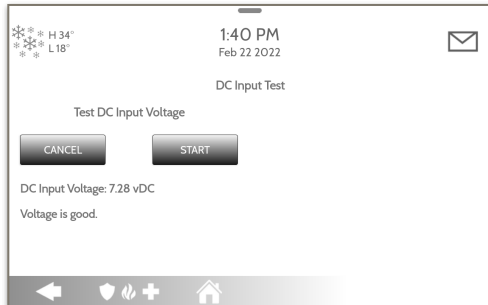 H 34°
L 18°
1:40 PM
Feb 22 2022
DC Input Test
Test DC Input Voltage
CANCEL
START
DC Input Voltage: 7.28 vDC
Voltage is good.